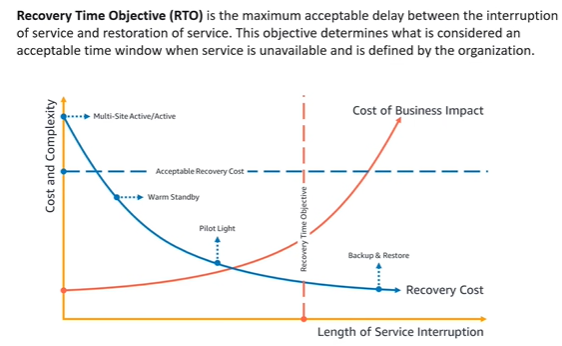 Recovery Time Objective (RTO) is the maximum acceptable delay between the interruption
of service and restoration of service. This objective determines what is considered an
acceptable time window when service is unavailable and is defined by the organization.
Cost and Complexity
Multi-Site Active/Active
Cost of Business Impact
Acceptable Recovery Cost
Warm Standby
Recovery Time Objective
Pilot Light
Backup & Restore
Recovery Cost
Length of Service Interruption